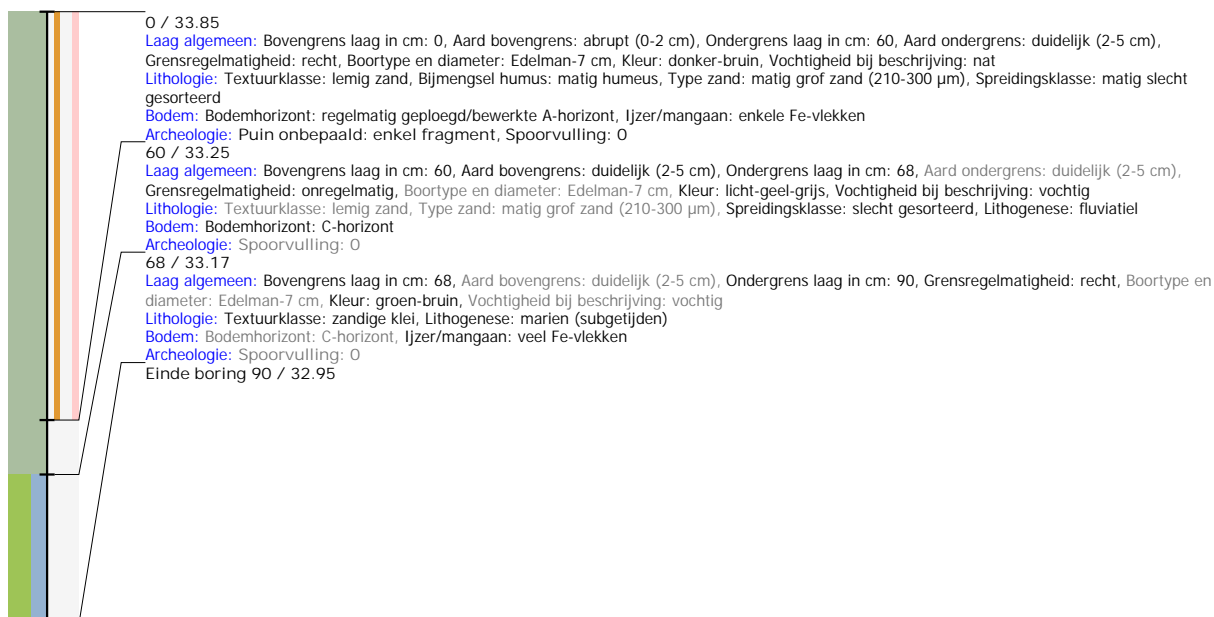 0 / 33.85
Laag algemeen: Bovengrens laag in cm: 0, Aard bovengrens: abrupt (0-2 cm), Ondergrens laag in cm: 60, Aard ondergrens: duidelijk (2-5 cm),
Grensregelmatigheid: recht, Boortype en diameter: Edelman-7 cm, Kleur: donker-bruin, Vochtigheid bij beschrijving: nat
Lithologie: Textuurklasse: lemig zand, Bijmengsel humus: matig humeus, Type zand: matig grof zand (210-300 µm), Spreidingsklasse: matig slecht
gesorteerd
Bodem: Bodemhorizont: regelmatig geploegd/bewerkte A-horizont, Ijzer/mangaan: enkele Fe-vlekken
Archeologie: Puin onbepaald: enkel fragment, Spoorvulling: 0
60 / 33.25
Laag algemeen: Bovengrens laag in cm: 60, Aard bovengrens: duidelijk (2-5 cm), Ondergrens laag in cm: 68, Aard ondergrens: duidelijk (2-5 cm),
Grensregelmatigheid: onregelmatig, Boortype en diameter: Edelman-7 cm, Kleur: licht-geel-grijs, Vochtigheid bij beschrijving: vochtig
Lithologie: Textuurklasse: lemig zand, Type zand: matig grof zand (210-300 µm), Spreidingsklasse: slecht gesorteerd, Lithogenese: fluviatiel
Bodem: Bodemhorizont: C-horizont
Archeologie: Spoorvulling: 0
68 / 33.17
Laag algemeen: Bovengrens laag in cm: 68, Aard bovengrens: duidelijk (2-5 cm), Ondergrens laag in cm: 90, Grensregelmatigheid: recht, Boortype en
diameter: Edelman-7 cm, Kleur: groen-bruin, Vochtigheid bij beschrijving: vochtig
Lithologie: Textuurklasse: zandige klei, Lithogenese: marien (subgetijden)
Bodem: Bodemhorizont: C-horizont, Ijzer/mangaan: veel Fe-vlekken
Archeologie: Spoorvulling: 0
Einde boring 90 / 32.95